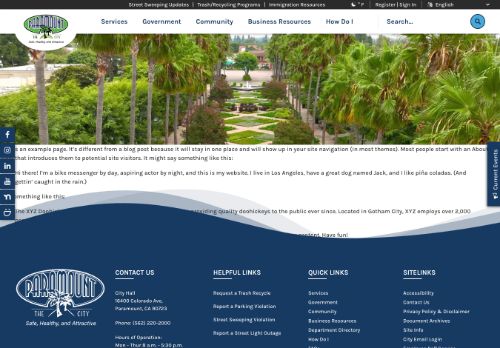 Street Sweeping Updates | Trash/Recycling Programs | Immigration Resources
° F
Register | Sign In
English
PARAMOUNT
THE CITY
Safe, Healthy, and Attractive
Services
Government
Community
Business Resources
How Do I
Search...
s an example page. It's different from a blog post because it will stay in one place and will show up in your site navigation (in most themes). Most people start with an Abou
that introduces them to potential site visitors. It might say something like this:
Hi there! I'm a bike messenger by day, aspiring actor by night, and this is my website. I live in Los Angeles, have a great dog named Jack, and I like piña coladas. (And
gettin' caught in the rain.)
omething like this:
viding quality doohickeys to the public ever since. Located in Gotham City, XYZ employs over 2,000
Have fun!
Current Events
PARAMOUNT
THE CITY
Safe, Healthy, and Attractive
CONTACT US
City Hall
16400 Colorado Ave,
Paramount, CA 90723
Phone: (562) 220-2000
Hours of Operation:
Mon - Thur 8 a.m. - 5:30 p.m.
HELPFUL LINKS
Request a Trash Recycle
Report a Parking Violation
Street Sweeping Violation
Report a Street Light Outage
QUICK LINKS
Services
Government
Community
Business Resources
Department Directory
How Do I
FAQs
SITELINKS
Accessibility
Contact Us
Privacy Policy & Disclaimer
Document Archives
Site Info
City Email Login